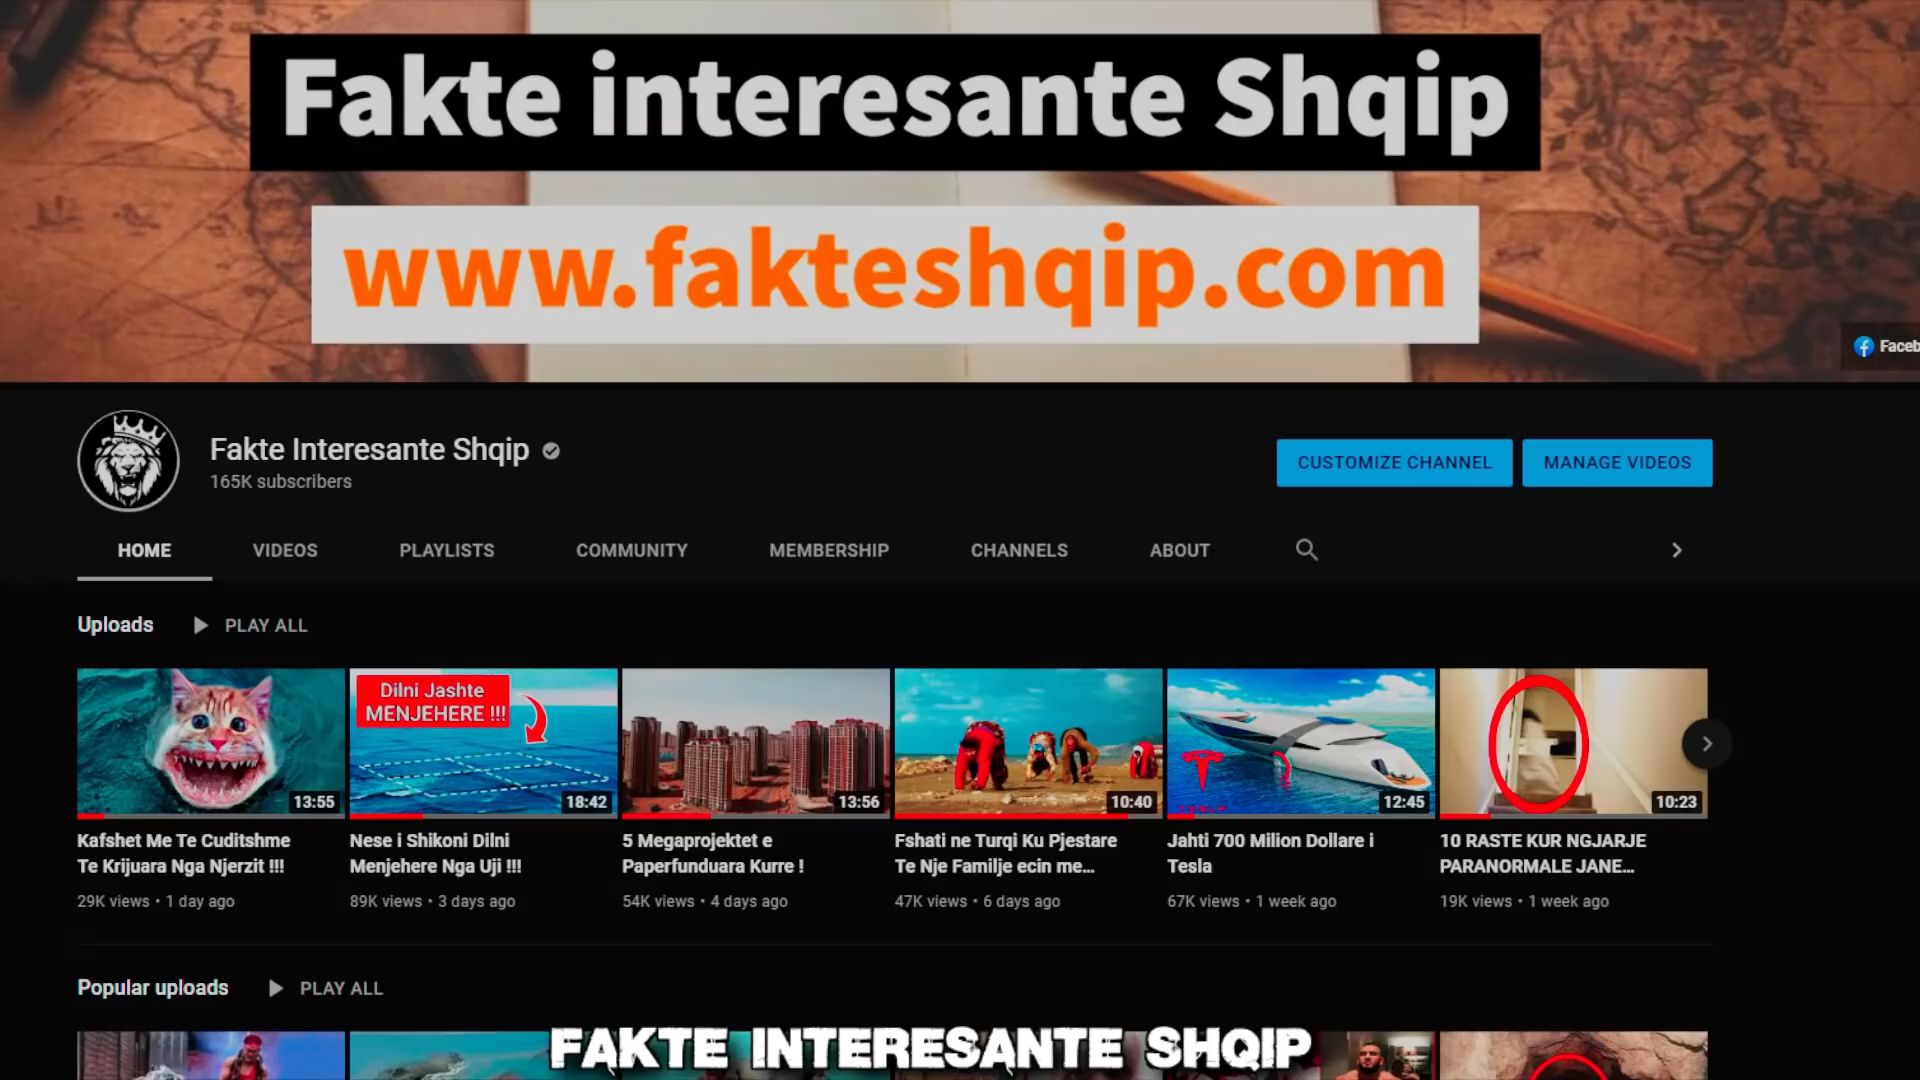 Fakte interesante Shqip
www.fakteshqip.com
Fakte Interesante Shqip
165K subscribers
CUSTOMIZE CHANNEL
MANAGE VIDEOS
HOME VIDEOS PLAYLISTS COMMUNITY MEMBERSHIP CHANNELS ABOUT
Uploads PLAY ALL
Dilni Jashte
MENJEHERE !!!
13:55 18:42 13:56 10:40 12:45 10:23
Kafshet Me Te Cuditshme
Te Krijuara Nga Njerzit !!!
29K views • 1 day ago
Nese i Shikoni Dilni
Menjehere Nga Uji !!!
89K views • 3 days ago
5 Megaprojektet e
Paperfunduara Kurre !
54K views • 4 days ago
Fshati ne Turqi Ku Pjestare
Te Nje Familje ecin me...
47K views • 6 days ago
Jahti 700 Milion Dollare i
Tesla
67K views • 1 week ago
10 RASTE KUR NGJARJE
PARANORMALE JANE...
19K views • 1 week ago
Popular uploads PLAY ALL
FAKTE INTERESANTE SHQIP